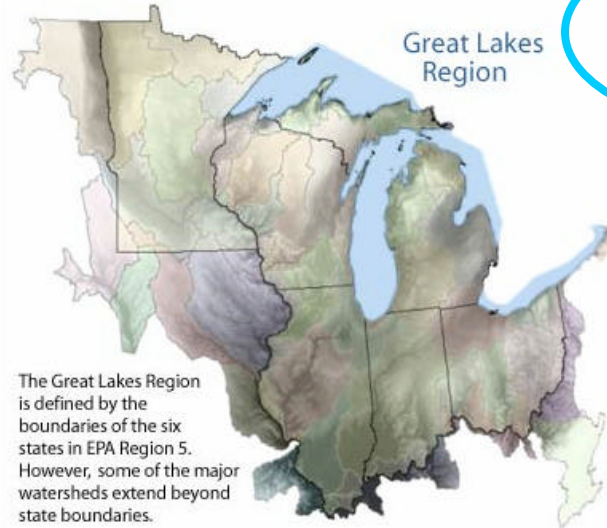 Great Lakes
Region
The Great Lakes Region
is defined by the
boundaries of the six
states in EPA Region 5.
However, some of the major
watersheds extend beyond
state boundaries.